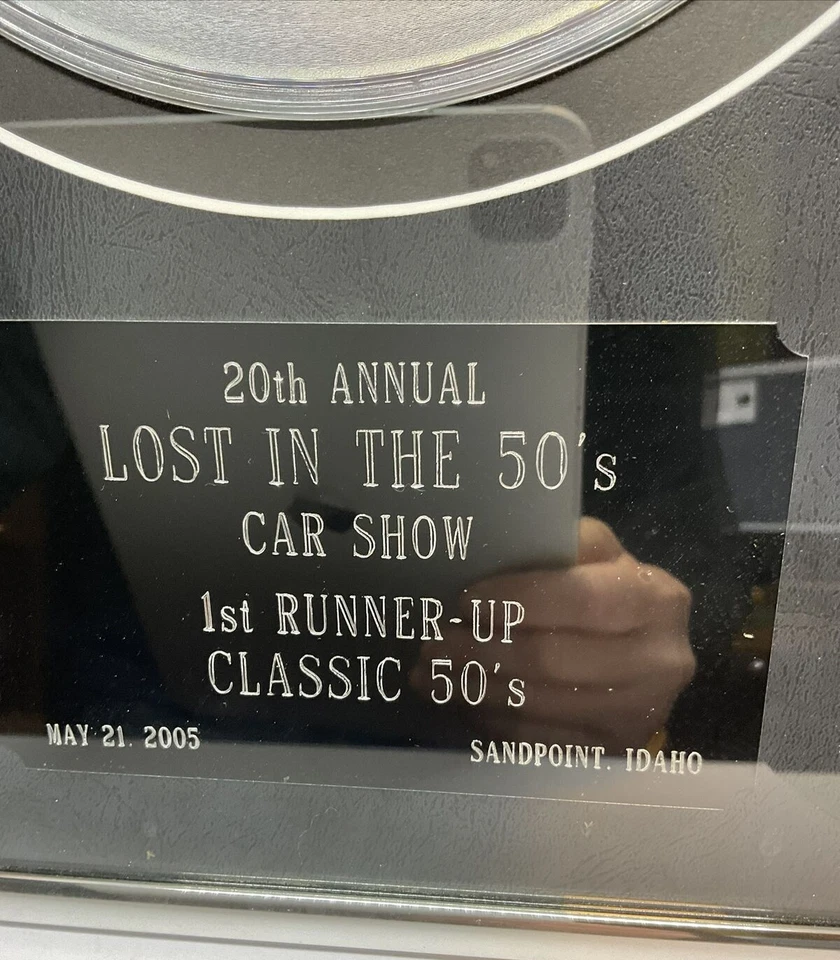 20th ANNUAL
LOST IN THE 50's
CAR SHOW
1st RUNNER-UP
CLASSIC 50's
MAY 21. 2005
SANDPOINT. IDAHO